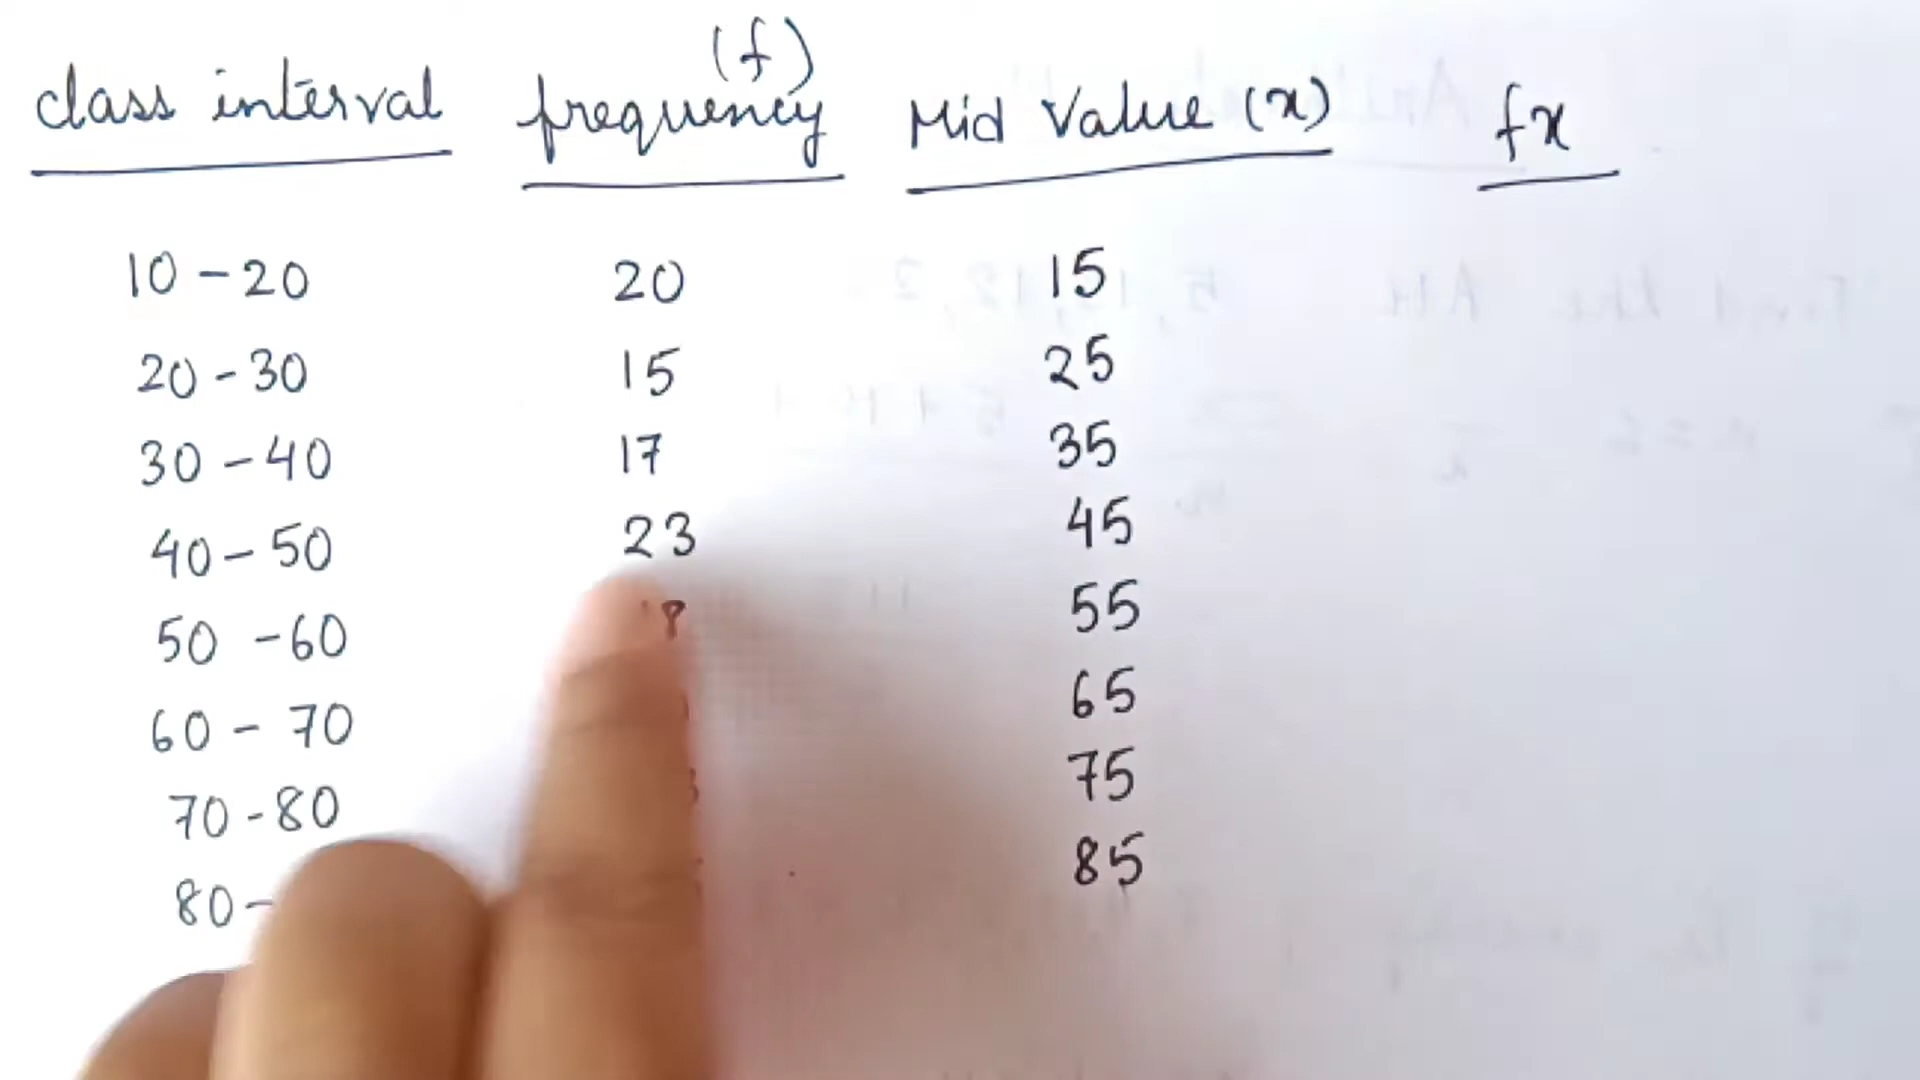 class interval frequency (f) Mid Value (x) fx
10 - 20 20 15
20 - 30 15 25
30 - 40 17 35
40 - 50 23 45
50 - 60 55
60 - 70 65
70 - 80 75
80 - 85